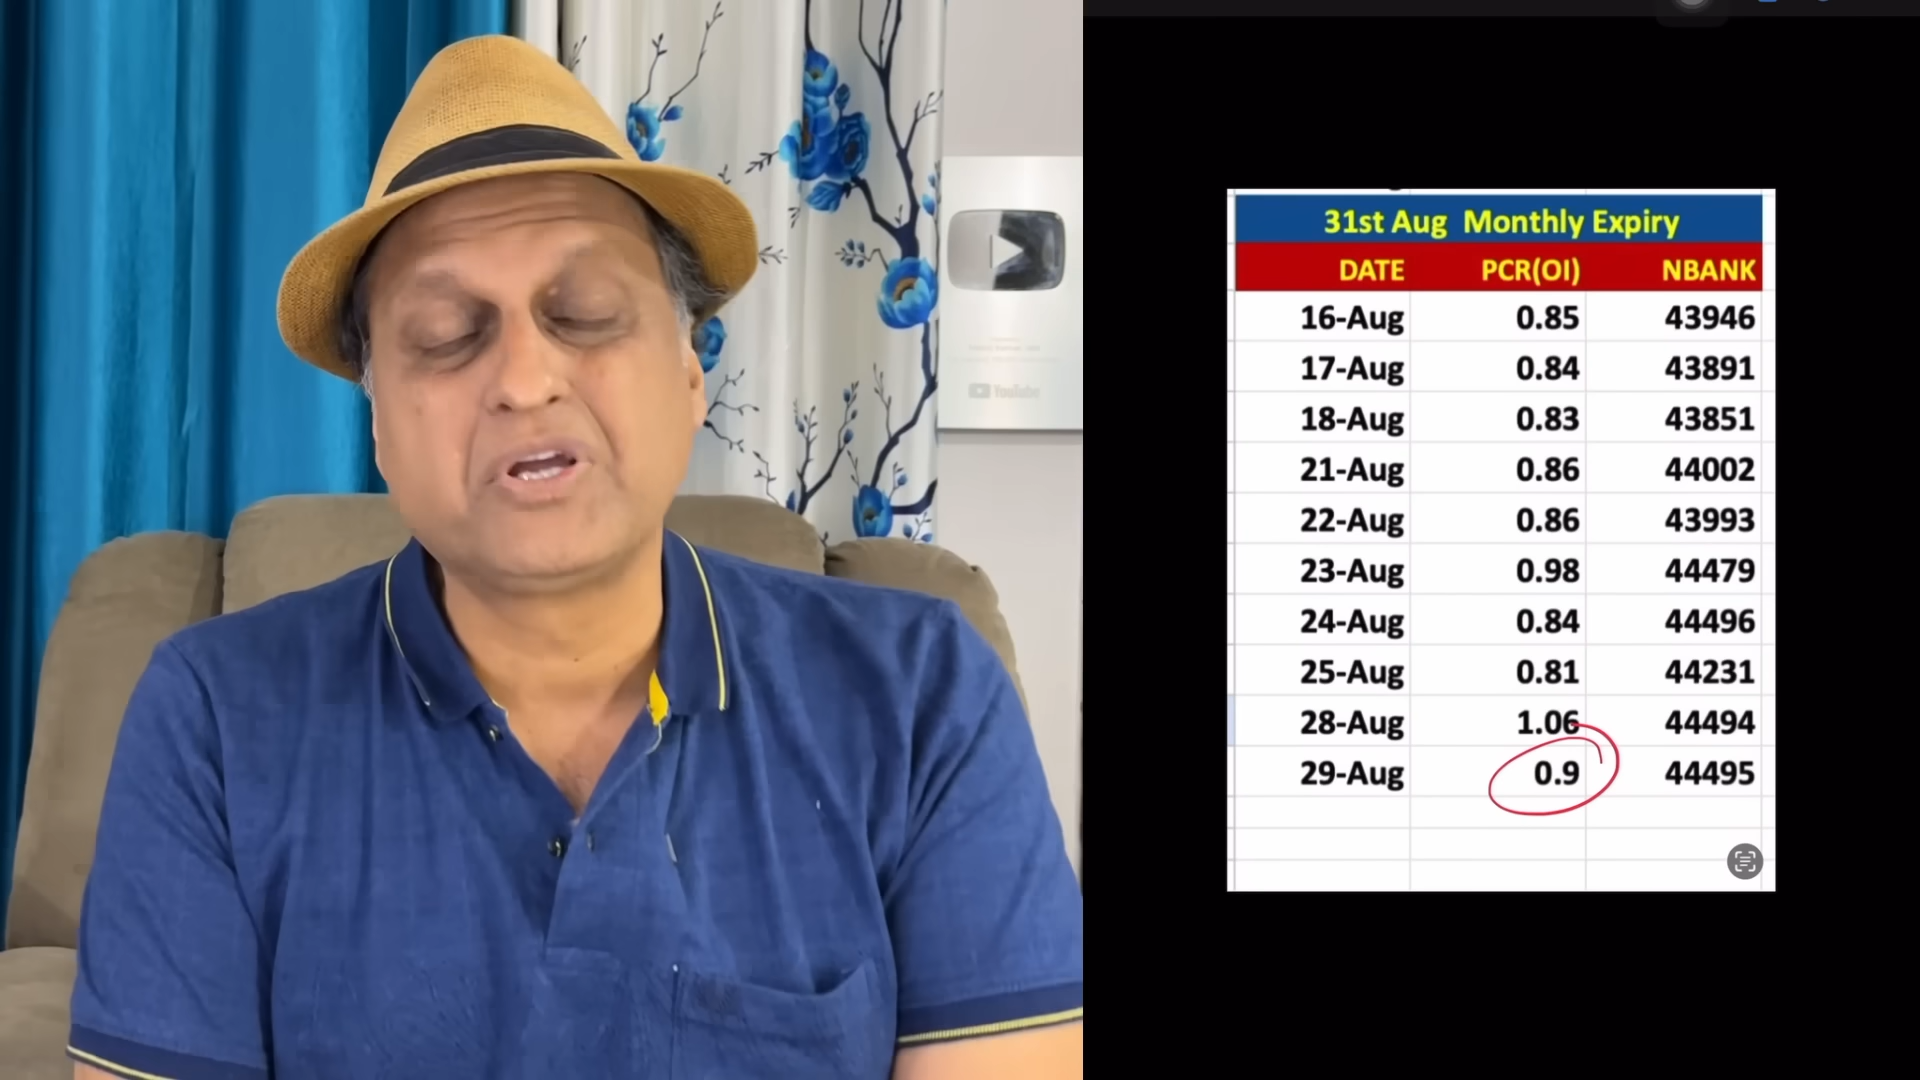 YouTube
31st Aug Monthly Expiry
DATE PCR(OI) NBANK
16-Aug 0.85 43946
17-Aug 0.84 43891
18-Aug 0.83 43851
21-Aug 0.86 44002
22-Aug 0.86 43993
23-Aug 0.98 44479
24-Aug 0.84 44496
25-Aug 0.81 44231
28-Aug 1.06 44494
29-Aug 0.9 44495